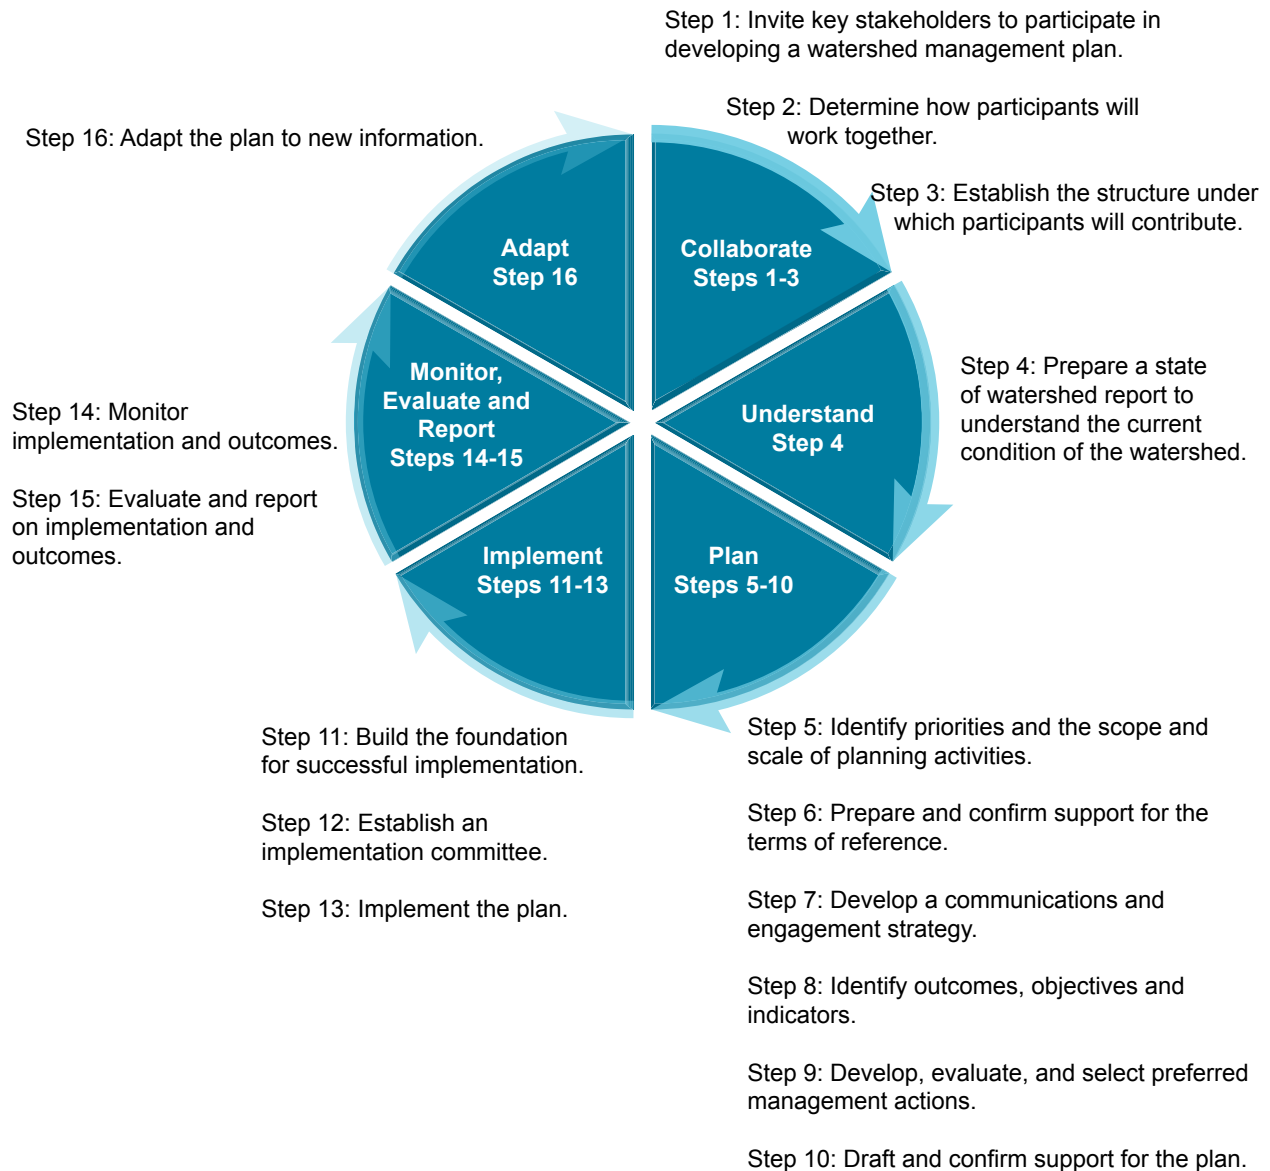 Step 1: Invite key stakeholders to participate in
developing a watershed management plan.
Step 2: Determine how participants will
work together.
Step 3: Establish the structure under
which participants will contribute.
Step 16: Adapt the plan to new information.
Adapt
Step 16
Collaborate
Steps 1-3
Monitor,
Evaluate and
Report
Steps 14-15
Understand
Step 4
Implement
Steps 11-13
Plan
Steps 5-10
Step 4: Prepare a state
of watershed report to
understand the current
condition of the watershed.
Step 14: Monitor
implementation and outcomes.
Step 15: Evaluate and report
on implementation and
outcomes.
Step 11: Build the foundation
for successful implementation.
Step 12: Establish an
implementation committee.
Step 13: Implement the plan.
Step 5: Identify priorities and the scope and
scale of planning activities.
Step 6: Prepare and confirm support for the
terms of reference.
Step 7: Develop a communications and
engagement strategy.
Step 8: Identify outcomes, objectives and
indicators.
Step 9: Develop, evaluate, and select preferred
management actions.
Step 10: Draft and confirm support for the plan.